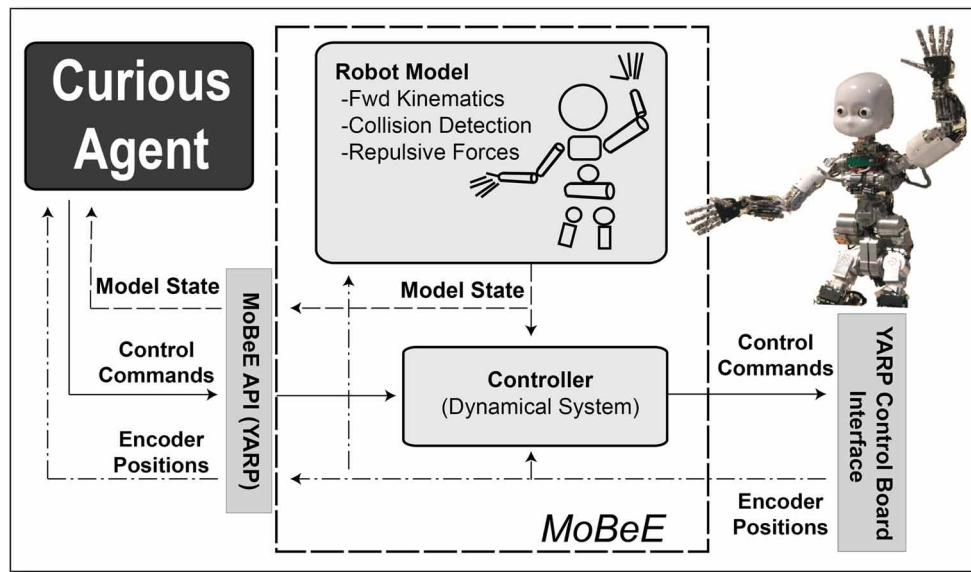 Curious
Agent
Robot Model
-Fwd Kinematics
-Collision Detection
-Repulsive Forces
Model State
Model State
MoBeE API (YARP)
Control
Commands
Controller
(Dynamical System)
Control
Commands
YARP Control Board
Interface
Encoder
Positions
Encoder
Positions
MoBeE